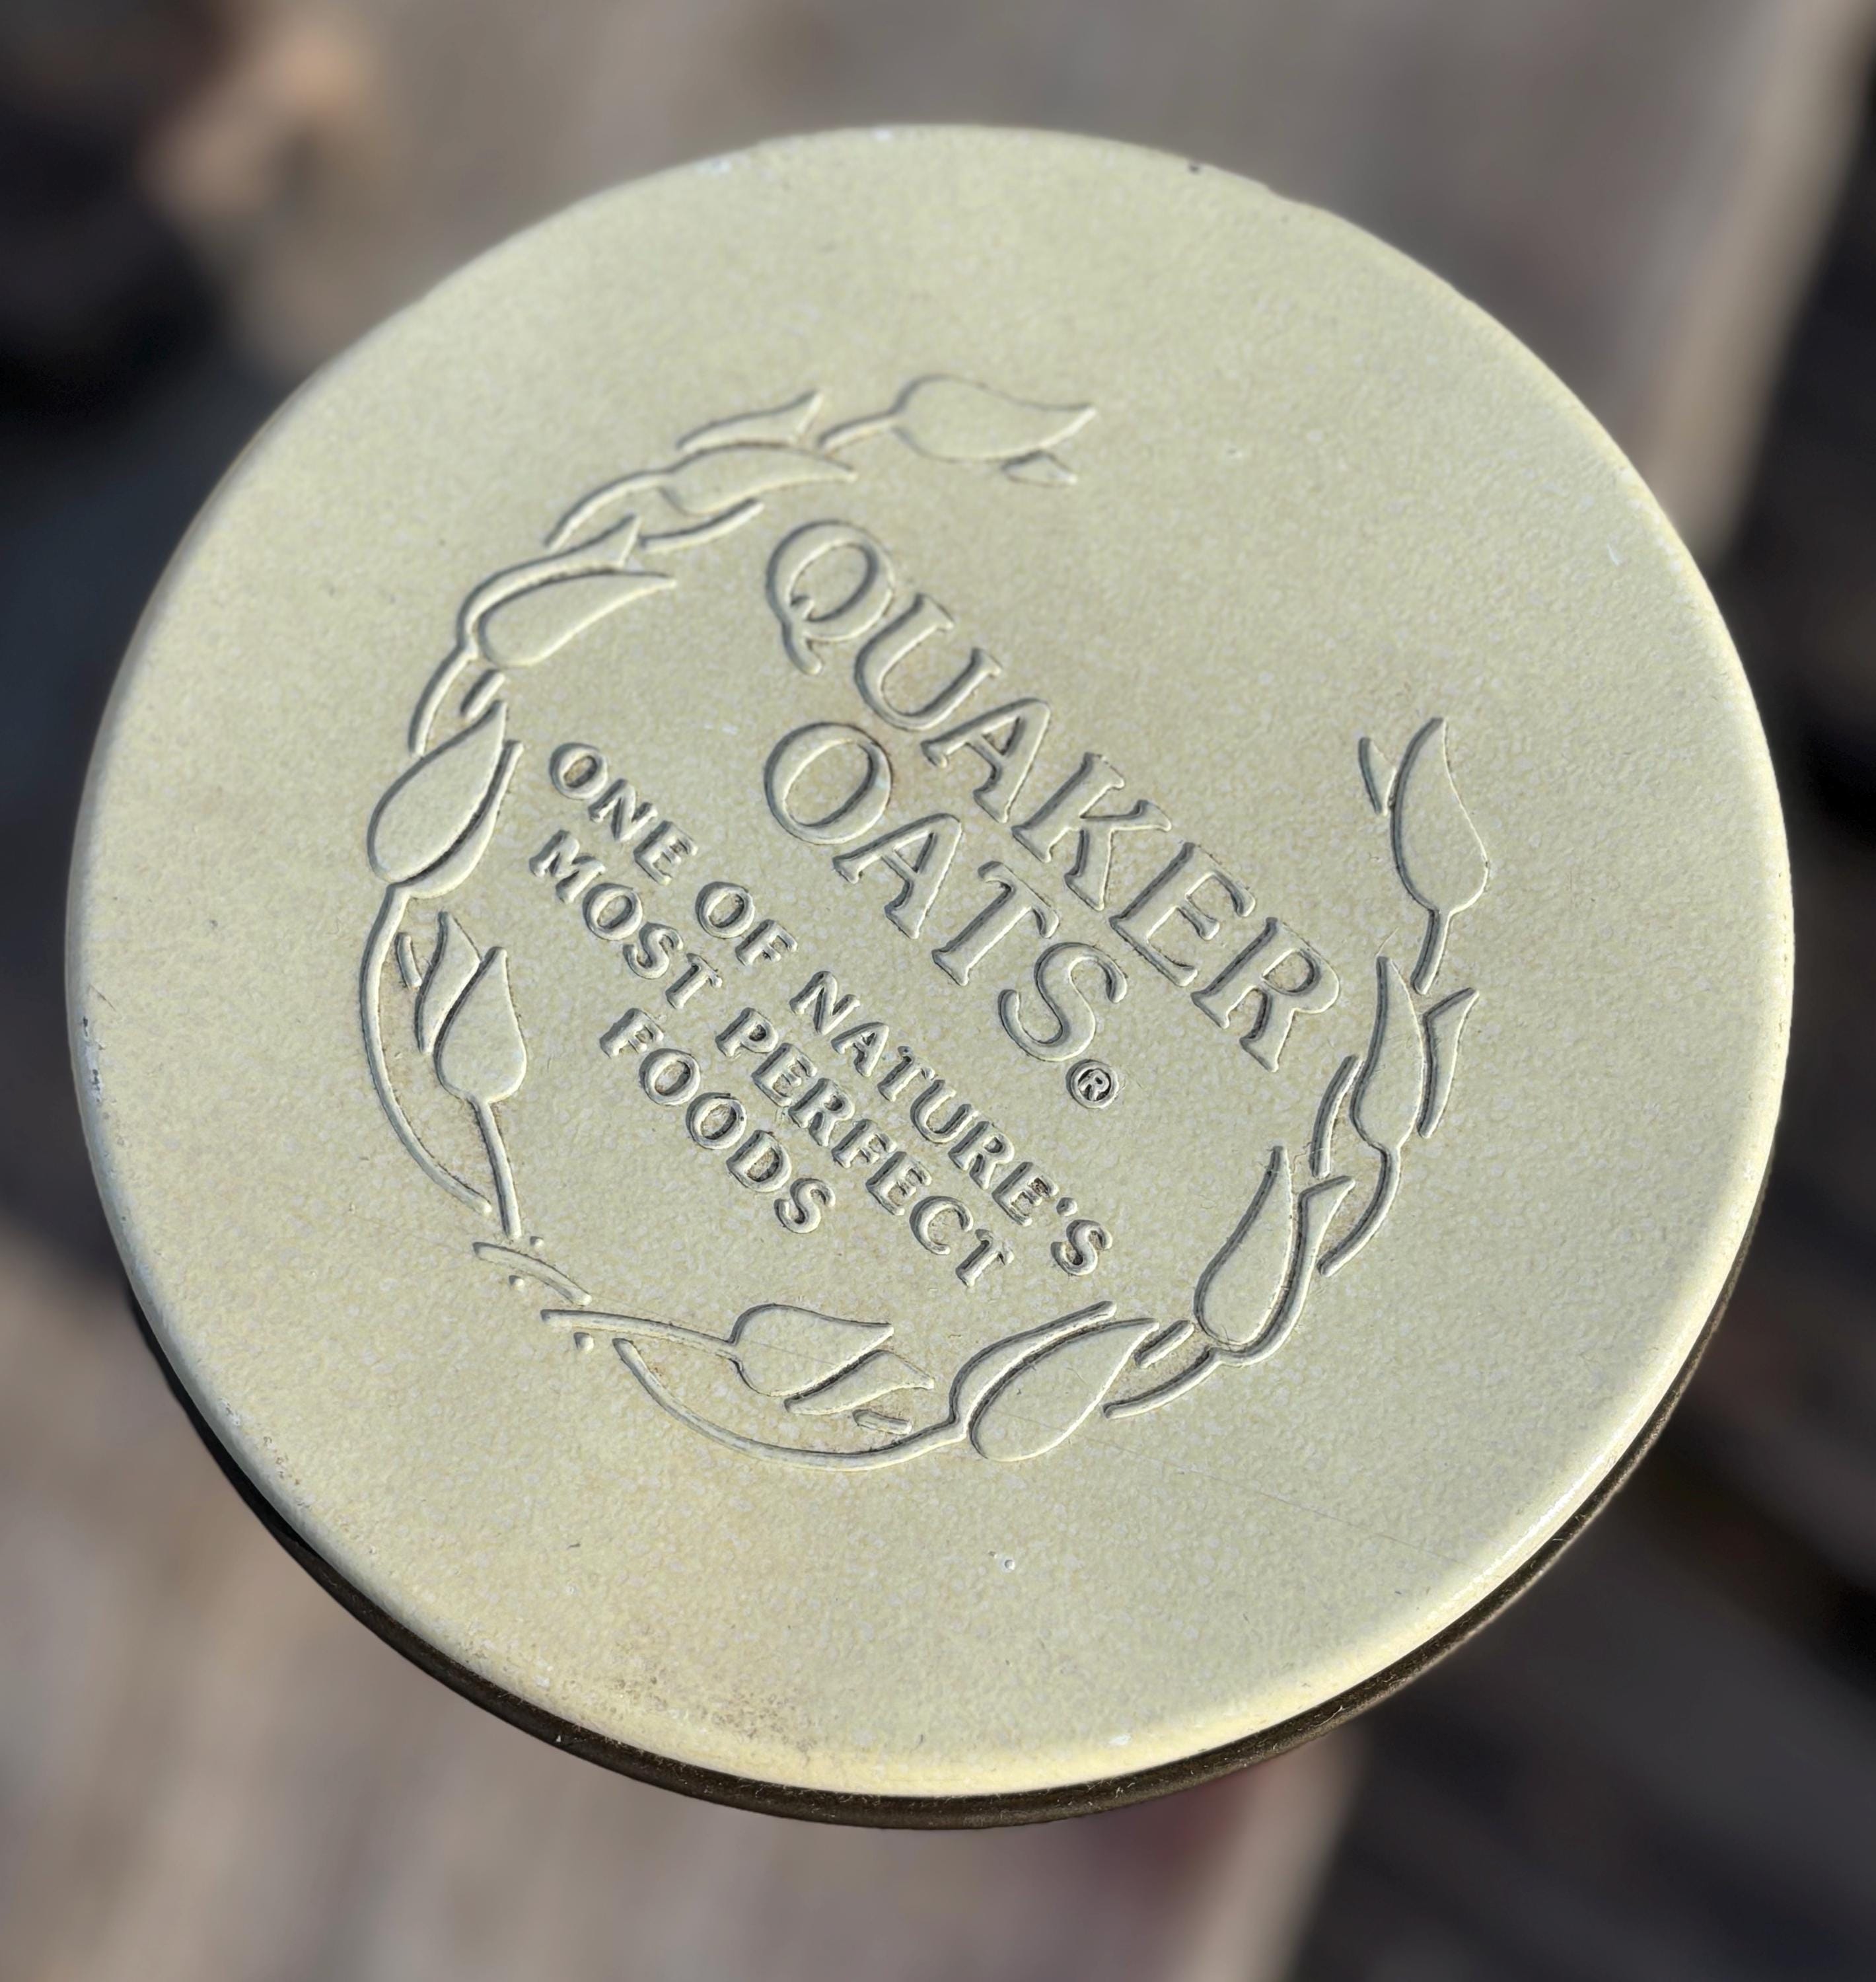 QUAKER
OATS®
ONE OF NATURE'S
MOST PERFECT
FOODS